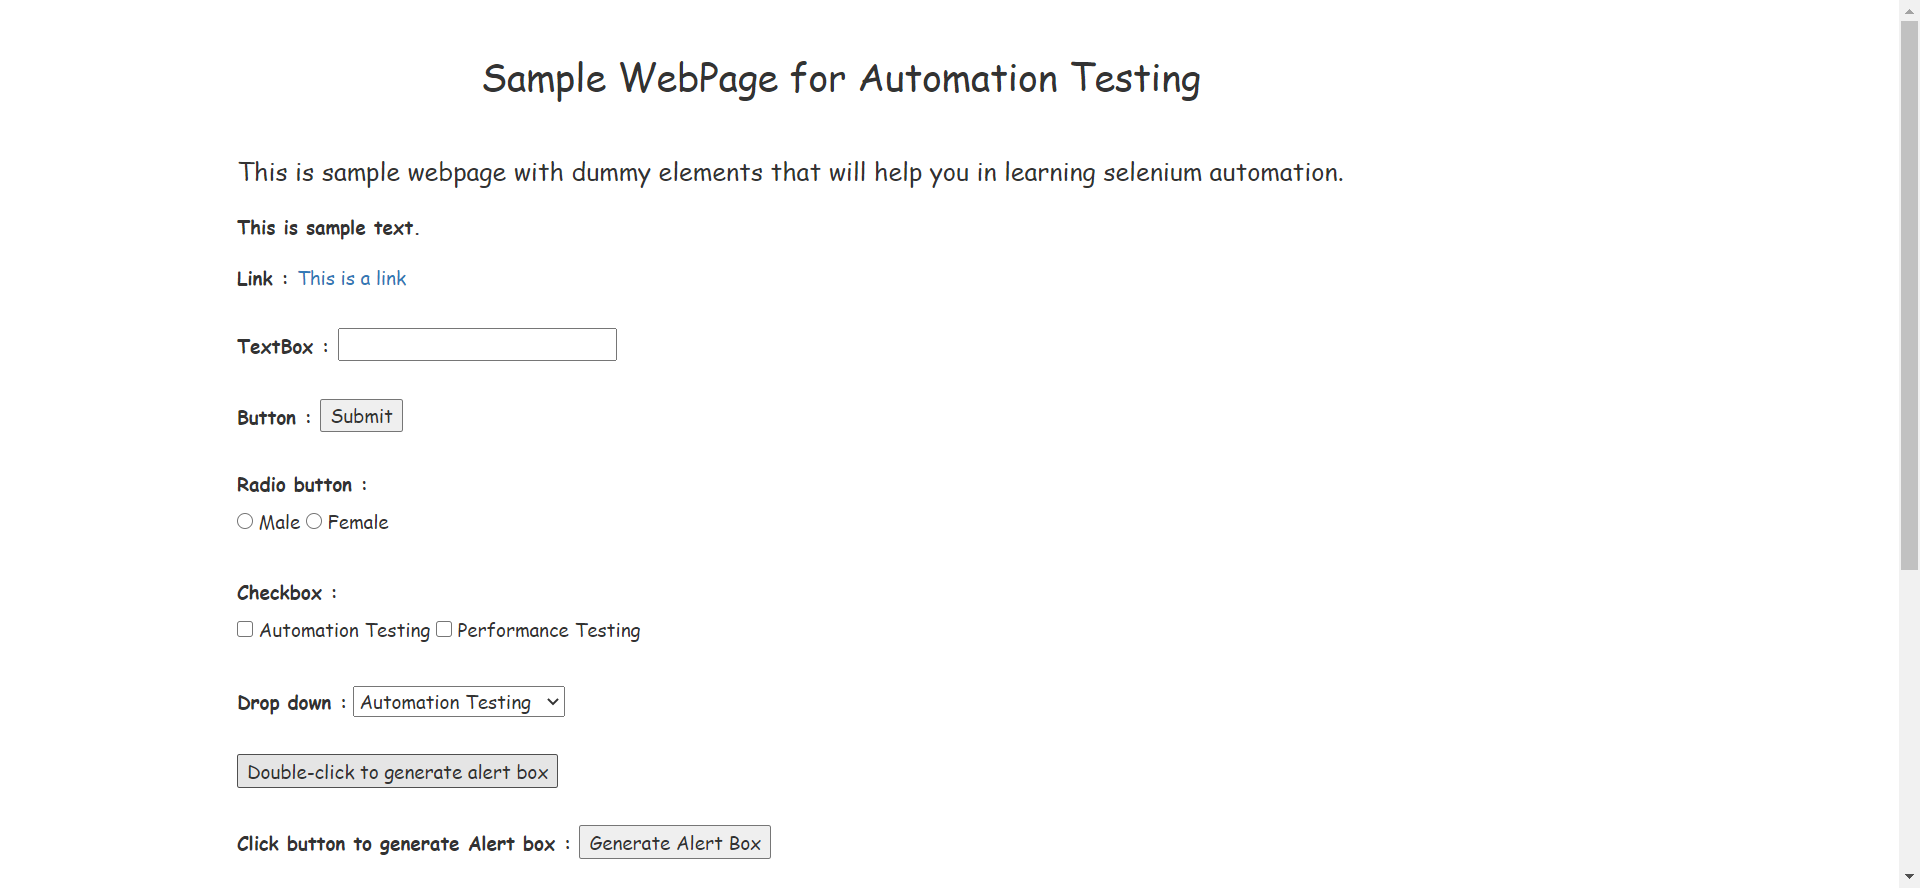 Sample WebPage for Automation Testing
This is sample webpage with dummy elements that will help you in learning selenium automation.
This is sample text.
Link : This is a link
TextBox :
Button : Submit
Radio button :
Male Female
Checkbox :
Automation Testing Performance Testing
Drop down : Automation Testing
Double-click to generate alert box
Click button to generate Alert box : Generate Alert Box